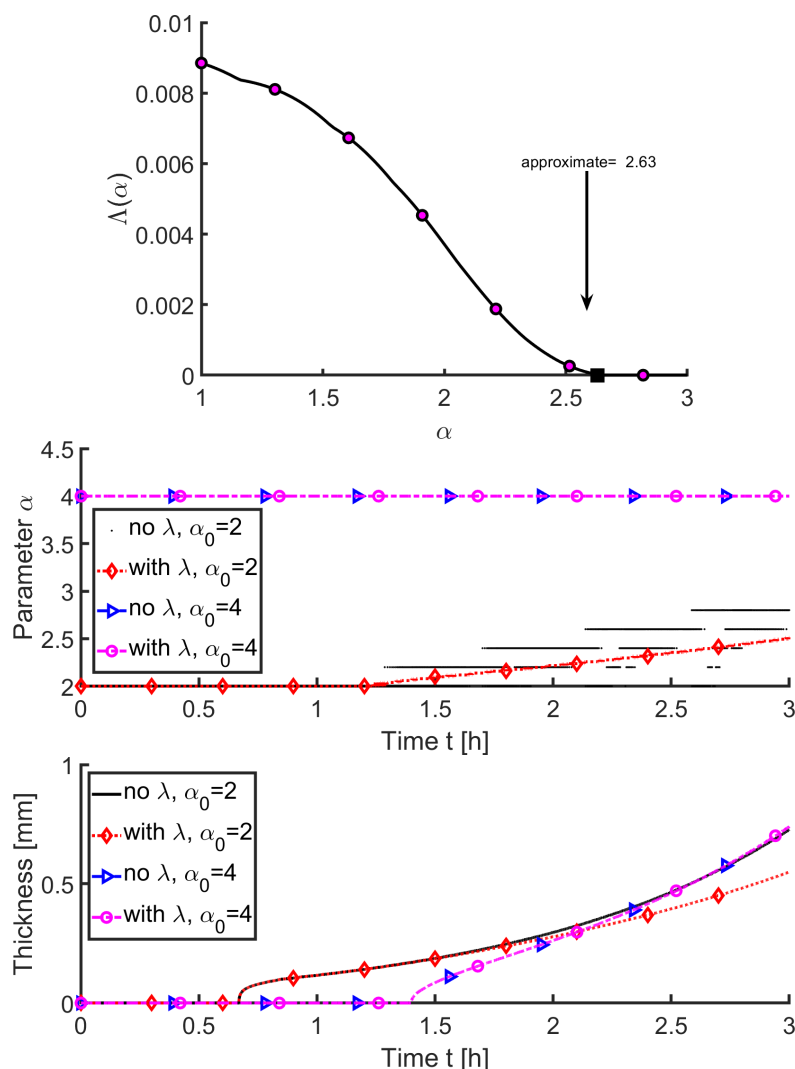 0.01
0.008
0.006
0.004
0.002
0
Λ(α)
approximate= 2.63
1
1.5
2
2.5
3
α
4.5
4
3.5
3
2.5
2
Parameter α
no λ, α₀=2
with λ, α₀=2
no λ, α₀=4
with λ, α₀=4
0
0.5
1
1.5
2
2.5
3
Time t [h]
1
0.5
0
Thickness [mm]
no λ, α₀=2
with λ, α₀=2
no λ, α₀=4
with λ, α₀=4
0
0.5
1
1.5
2
2.5
3
Time t [h]